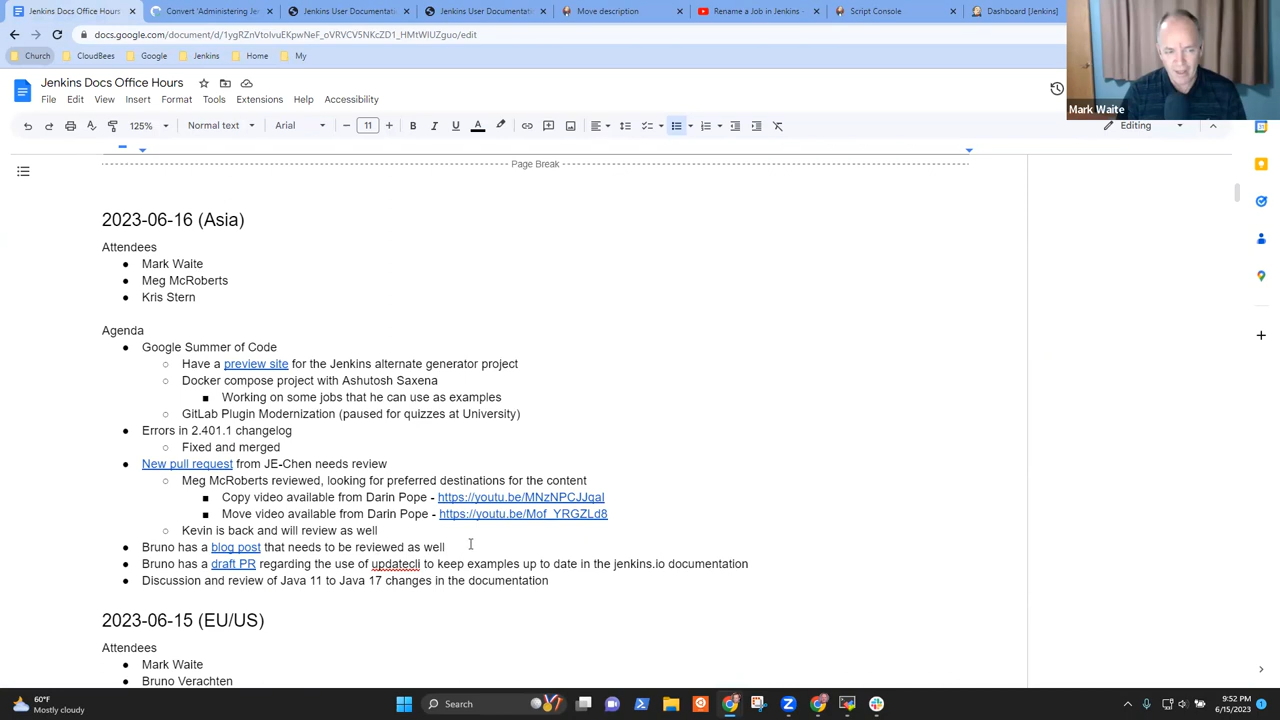 Jenkins Docs Office Hours
Convert 'Administering Je
Jenkins User Documentatio
Jenkins User Documentatio
Move description
Rename a Job in Jenkins -
Script Console
Dashboard [Jenkins]
docs.google.com/document/d/1ygRZnVtoIvuEKpwNeF_oVRVCV5NKcZD1_HMtWIUZguo/edit
Church CloudBees Google Jenkins Home My
Jenkins Docs Office Hours
File Edit View Insert Format Tools Extensions Help Accessibility
125% Normal text Arial 11 B U A Editing
Mark Waite
Page Break
2023-06-16 (Asia)
Attendees
● Mark Waite
● Meg McRoberts
● Kris Stern
Agenda
● Google Summer of Code
○ Have a preview site for the Jenkins alternate generator project
○ Docker compose project with Ashutosh Saxena
■ Working on some jobs that he can use as examples
○ GitLab Plugin Modernization (paused for quizzes at University)
● Errors in 2.401.1 changelog
○ Fixed and merged
● New pull request from JE-Chen needs review
○ Meg McRoberts reviewed, looking for preferred destinations for the content
■ Copy video available from Darin Pope - https://youtu.be/MNzNPCJJqaI
■ Move video available from Darin Pope - https://youtu.be/Mof_YRGZLd8
○ Kevin is back and will review as well
● Bruno has a blog post that needs to be reviewed as well
● Bruno has a draft PR regarding the use of updatecli to keep examples up to date in the jenkins.io documentation
● Discussion and review of Java 11 to Java 17 changes in the documentation
2023-06-15 (EU/US)
Attendees
● Mark Waite
● Bruno Verachten
60°F
Mostly cloudy
Search
9:52 PM
6/15/2023